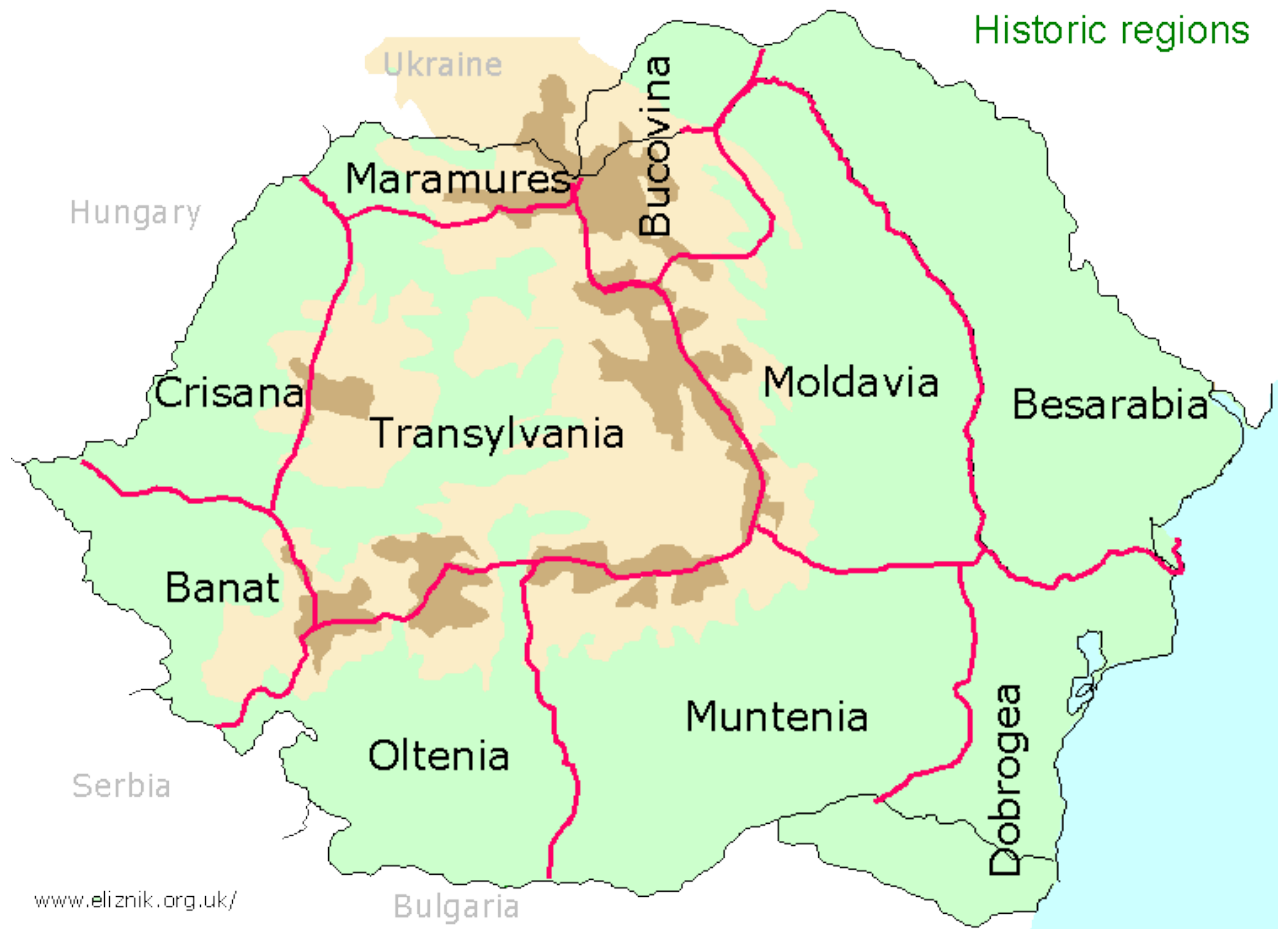 Historic regions
Ukraine
Bucovina
Maramures
Hungary
Crisana
Moldavia
Besarabia
Transylvania
Banat
Muntenia
Oltenia
Dobrogea
Serbia
www.eliznik.org.uk/
Bulgaria